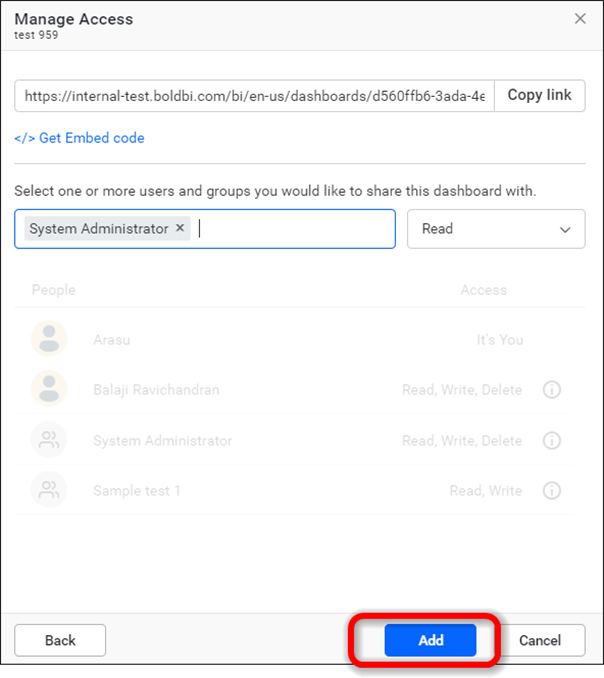 Manage Access
test 959
https://internal-test.boldbi.com/bi/en-us/dashboards/d560ffb6-3ada-4e
Copy link
</> Get Embed code
Select one or more users and groups you would like to share this dashboard with.
System Administrator ×
Read
People Access
Arasu It's You
Balaji Ravichandran Read, Write, Delete
System Administrator Read, Write, Delete
Sample test 1 Read, Write
Back Add Cancel